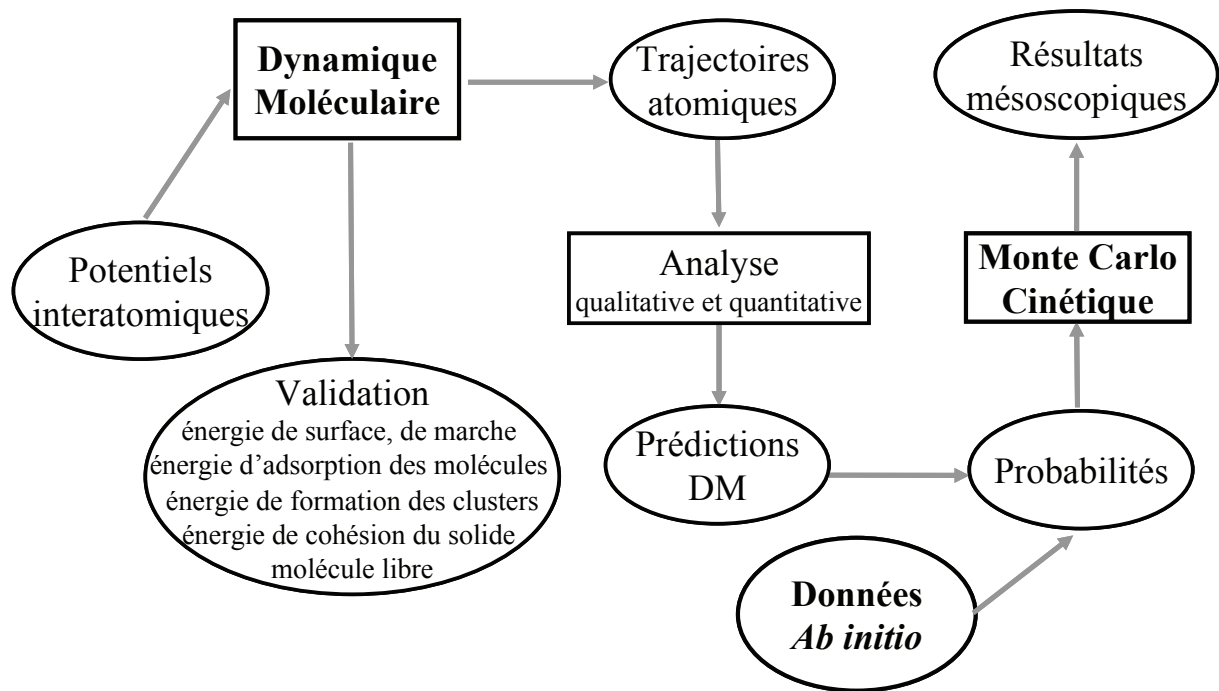 Dynamique
Moléculaire
Trajectoires
atomiques
Résultats
mésoscopiques
Potentiels
interatomiques
Analyse
qualitative et quantitative
Monte Carlo
Cinétique
Validation
énergie de surface, de marche
énergie d’adsorption des molécules
énergie de formation des clusters
énergie de cohésion du solide
molécule libre
Prédictions
DM
Probabilités
Données
Ab initio